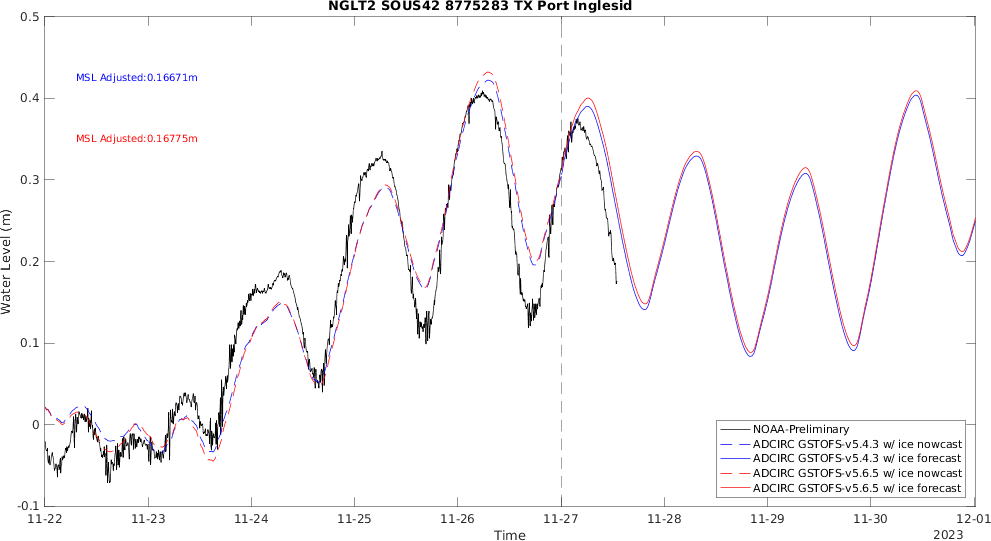 NGLT2 SOUS42 8775283 TX Port Inglesid
MSL Adjusted:0.16671m
MSL Adjusted:0.16775m
Water Level (m)
0.5
0.4
0.3
0.2
0.1
0
-0.1
11-22 11-23 11-24 11-25 11-26 11-27 11-28 11-29 11-30 12-01
Time
2023
NOAA-Preliminary
ADCIRC GSTOFS-v5.4.3 w/ ice nowcast
ADCIRC GSTOFS-v5.4.3 w/ ice forecast
ADCIRC GSTOFS-v5.6.5 w/ ice nowcast
ADCIRC GSTOFS-v5.6.5 w/ ice forecast